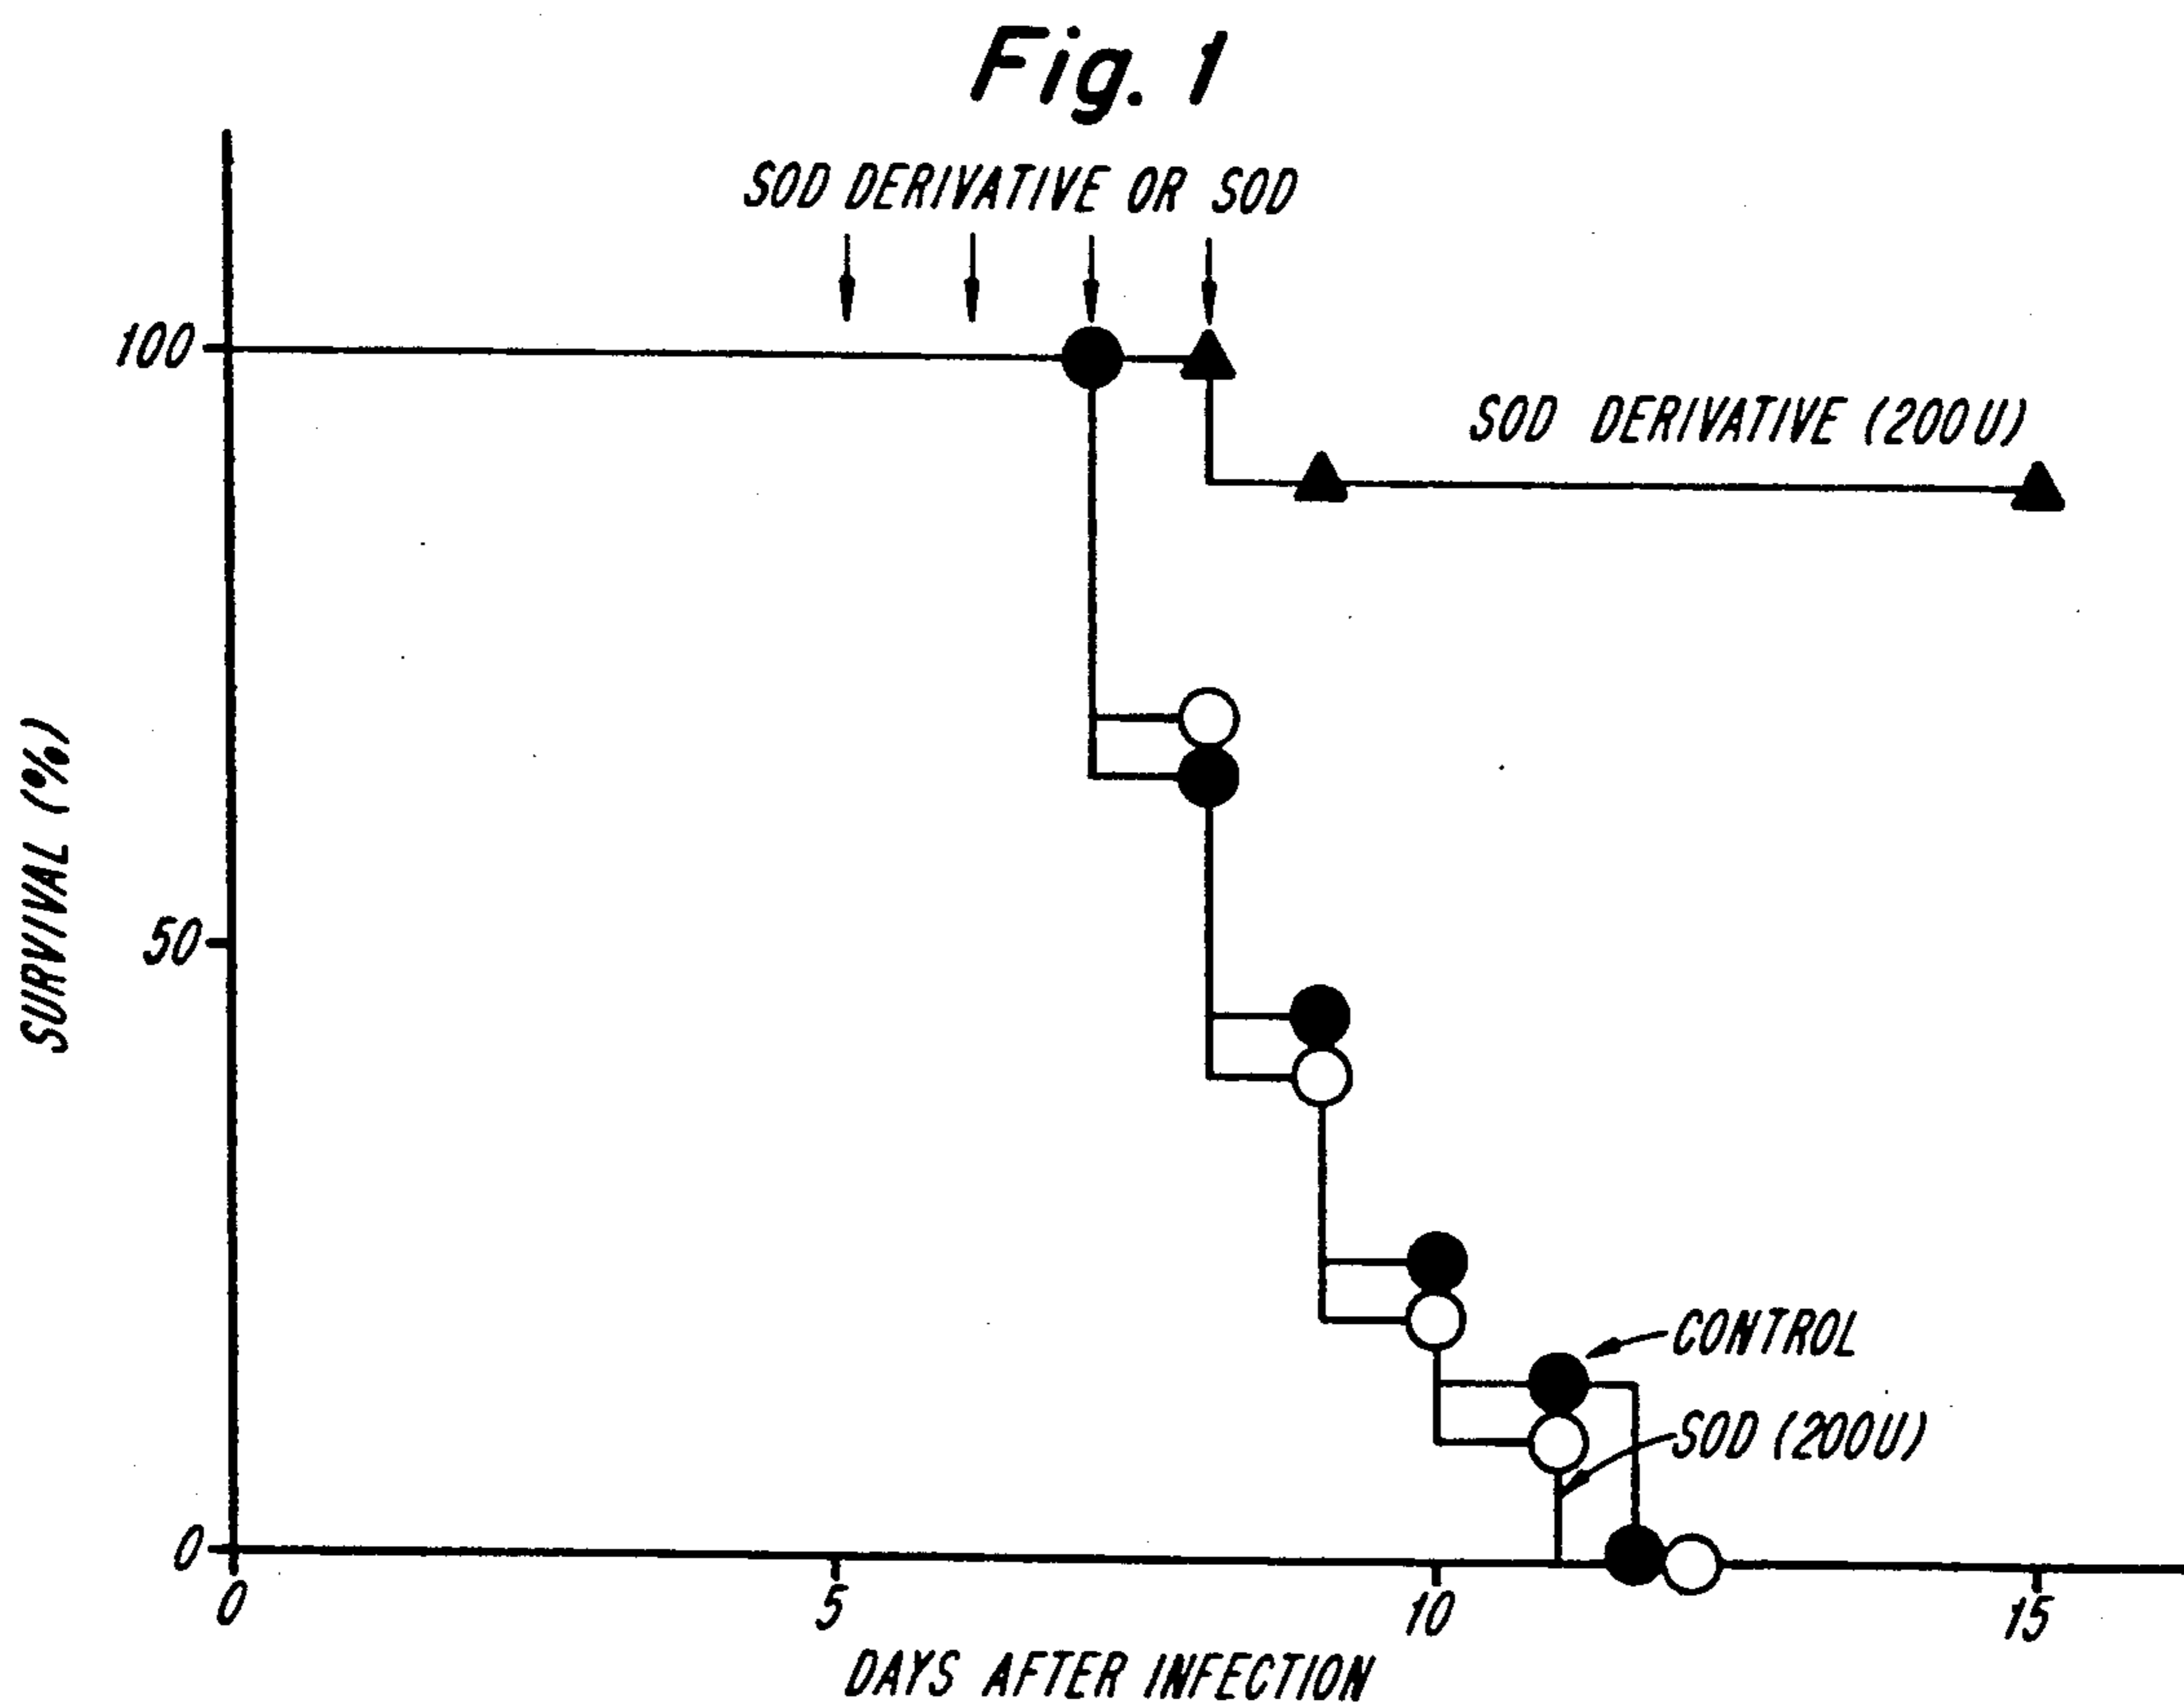 Fig. 1
SOD DERIVATIVE OR SOD
100
SOD DERIVATIVE (200U)
SURVIVAL (%)
50
CONTROL
SOD (200U)
0
0
5
10
15
DAYS AFTER INFECTION